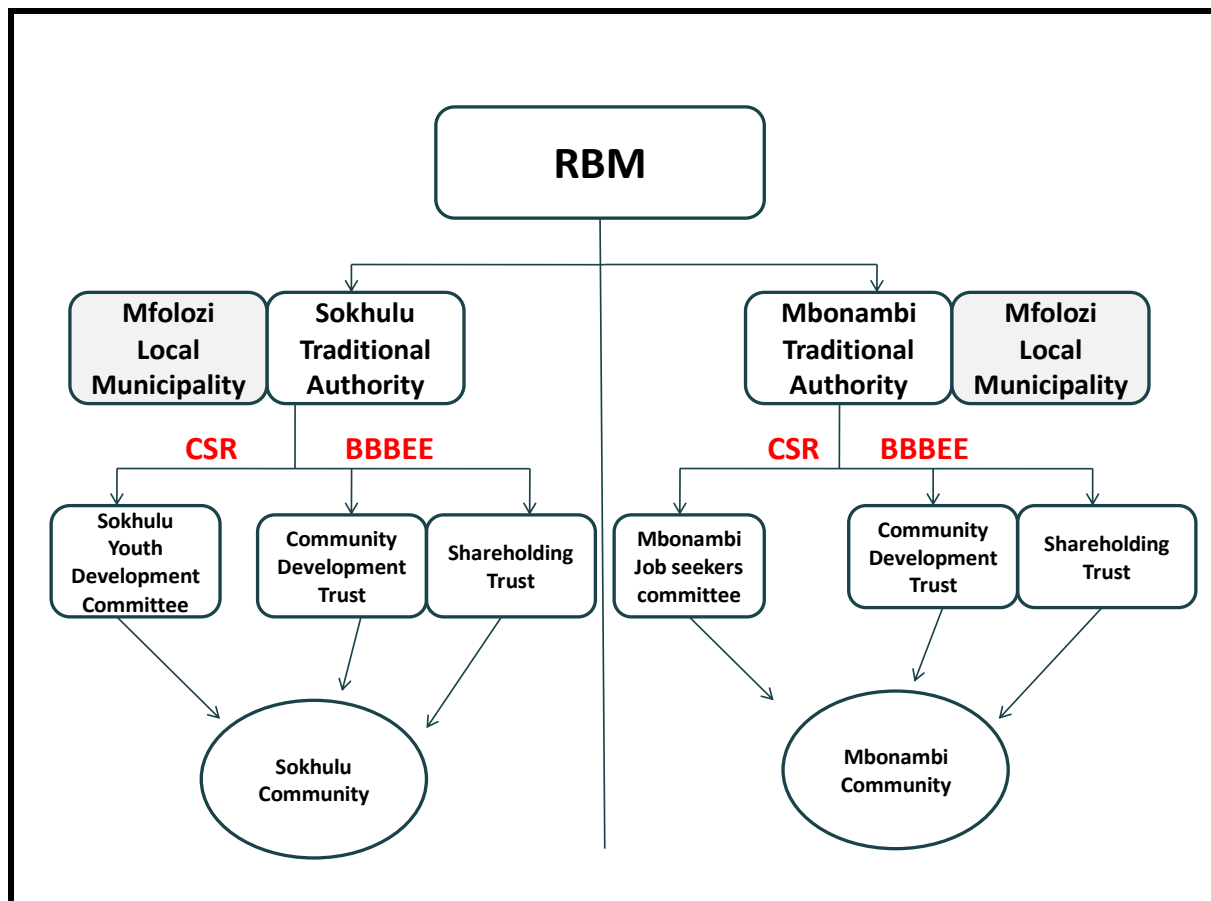 RBM
Mfolozi
Local
Municipality
Sokhulu
Traditional
Authority
Mbonambi
Traditional
Authority
Mfolozi
Local
Municipality
CSR
BBBEE
CSR
BBBEE
Sokhulu
Youth
Development
Committee
Community
Development
Trust
Shareholding
Trust
Mbonambi
Job seekers
committee
Community
Development
Trust
Shareholding
Trust
Sokhulu
Community
Mbonambi
Community